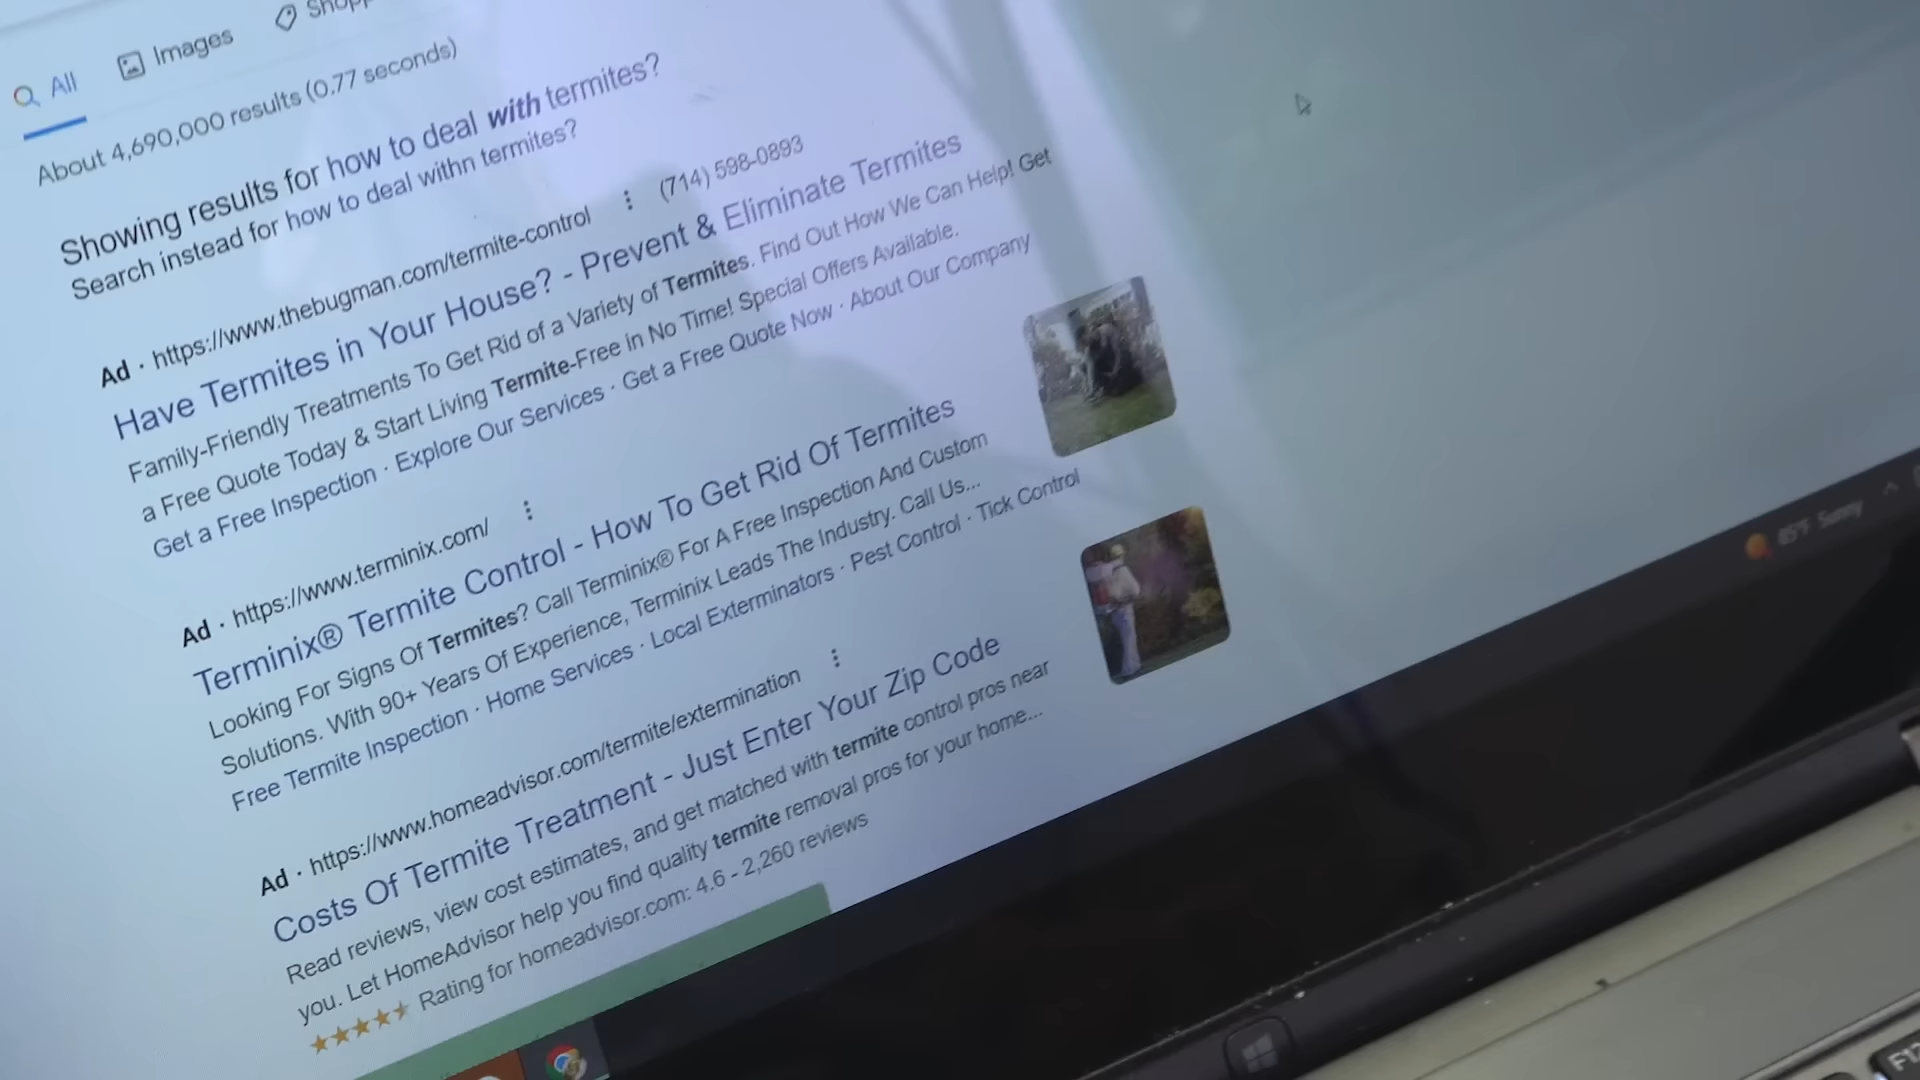 All
Images
About 4,690,000 results (0.77 seconds)
Showing results for how to deal with termites?
Search instead for how to deal withn termites?
Ad · https://www.thebugman.com/termite-control (714) 598-0893
Have Termites in Your House? - Prevent & Eliminate Termites
Family-Friendly Treatments To Get Rid of a Variety of Termites. Find Out How We Can Help! Get
a Free Quote Today & Start Living Termite-Free in No Time! Special Offers Available.
Get a Free Inspection · Explore Our Services · Get a Free Quote Now · About Our Company
Ad · https://www.terminix.com/
Terminix® Termite Control - How To Get Rid Of Termites
Looking For Signs Of Termites? Call Terminix® For A Free Inspection And Custom
Solutions. With 90+ Years Of Experience, Terminix Leads The Industry. Call Us...
Free Termite Inspection · Home Services · Local Exterminators · Pest Control · Tick Control
Ad · https://www.homeadvisor.com/termite/extermination
Costs Of Termite Treatment - Just Enter Your Zip Code
Read reviews, view cost estimates, and get matched with termite control pros near
you. Let HomeAdvisor help you find quality termite removal pros for your home...
Rating for homeadvisor.com: 4.6 - 2,260 reviews
85°F Sunny